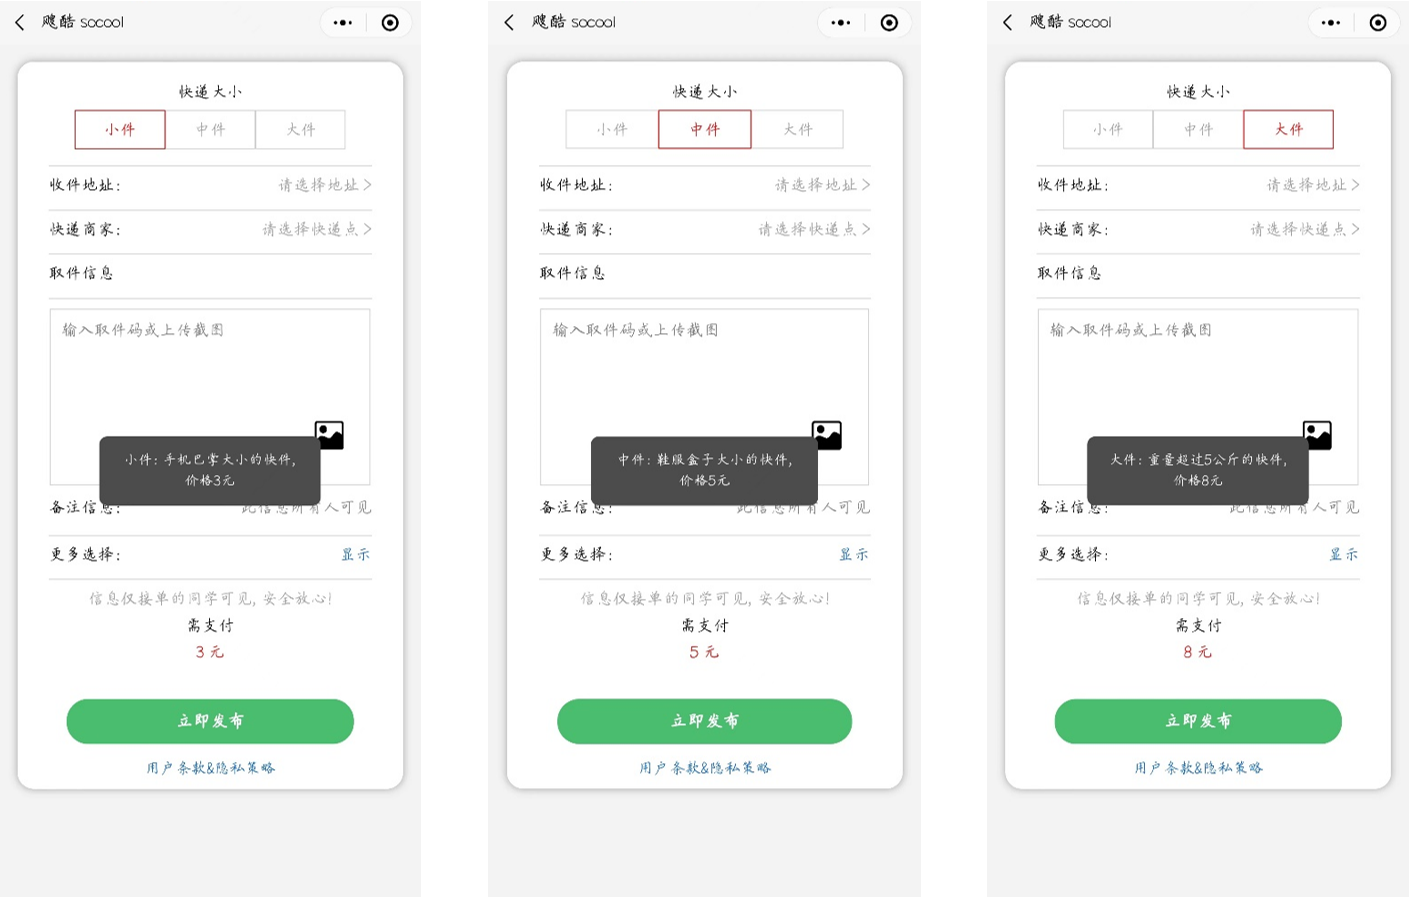 飕酷 socool
快递大小
小件 中件 大件
收件地址: 请选择地址
快递商家: 请选择快递点
取件信息
输入取件码或上传截图
小件: 手机巴掌大小的快件,
价格3元
备注信息: 此信息所有人可见
更多选择: 显示
信息仅接单的同学可见, 安全放心!
需支付
3 元
立即发布
用户条款&隐私策略
飕酷 socool
快递大小
小件 中件 大件
收件地址: 请选择地址
快递商家: 请选择快递点
取件信息
输入取件码或上传截图
中件: 鞋服盒子大小的快件,
价格5元
备注信息: 此信息所有人可见
更多选择: 显示
信息仅接单的同学可见, 安全放心!
需支付
5 元
立即发布
用户条款&隐私策略
飕酷 socool
快递大小
小件 中件 大件
收件地址: 请选择地址
快递商家: 请选择快递点
取件信息
输入取件码或上传截图
大件: 重量超过5公斤的快件,
价格8元
备注信息: 此信息所有人可见
更多选择: 显示
信息仅接单的同学可见, 安全放心!
需支付
8 元
立即发布
用户条款&隐私策略